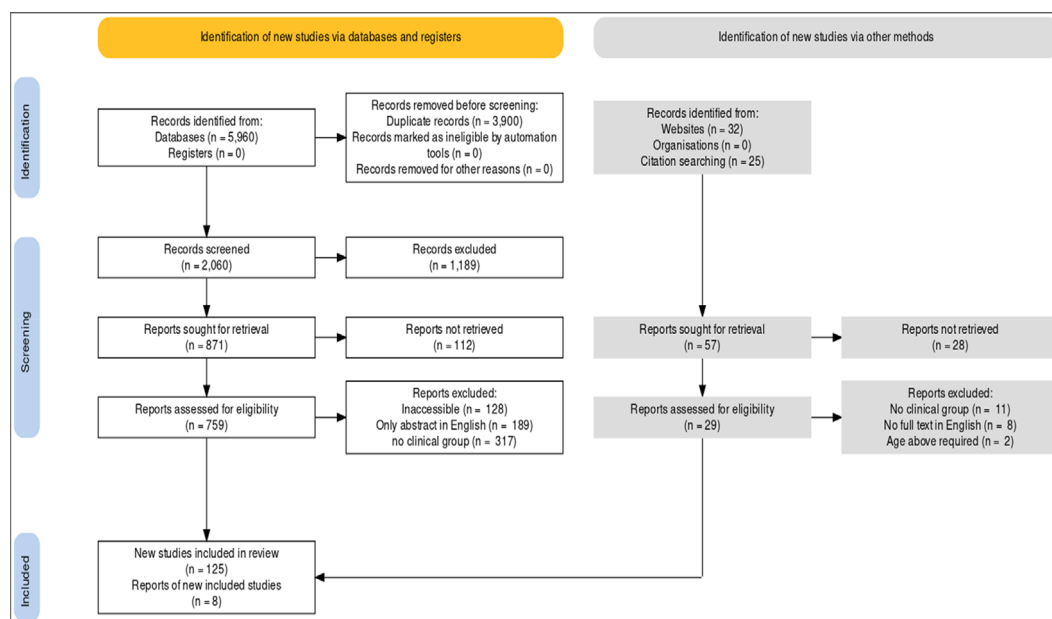 Identification of new studies via databases and registers
Identification of new studies via other methods
Identification
Records identified from:
Databases (n = 5,960)
Registers (n = 0)
Records removed before screening:
Duplicate records (n = 3,900)
Records marked as ineligible by automation
tools (n = 0)
Records removed for other reasons (n = 0)
Records identified from:
Websites (n = 32)
Organisations (n = 0)
Citation searching (n = 25)
Screening
Records screened
(n = 2,060)
Records excluded
(n = 1,189)
Reports sought for retrieval
(n = 871)
Reports not retrieved
(n = 112)
Reports sought for retrieval
(n = 57)
Reports not retrieved
(n = 28)
Reports assessed for eligibility
(n = 759)
Reports excluded:
Inaccessible (n = 128)
Only abstract in English (n = 189)
no clinical group (n = 317)
Reports assessed for eligibility
(n = 29)
Reports excluded:
No clinical group (n = 11)
No full text in English (n = 8)
Age above required (n = 2)
Included
New studies included in review
(n = 125)
Reports of new included studies
(n = 8)